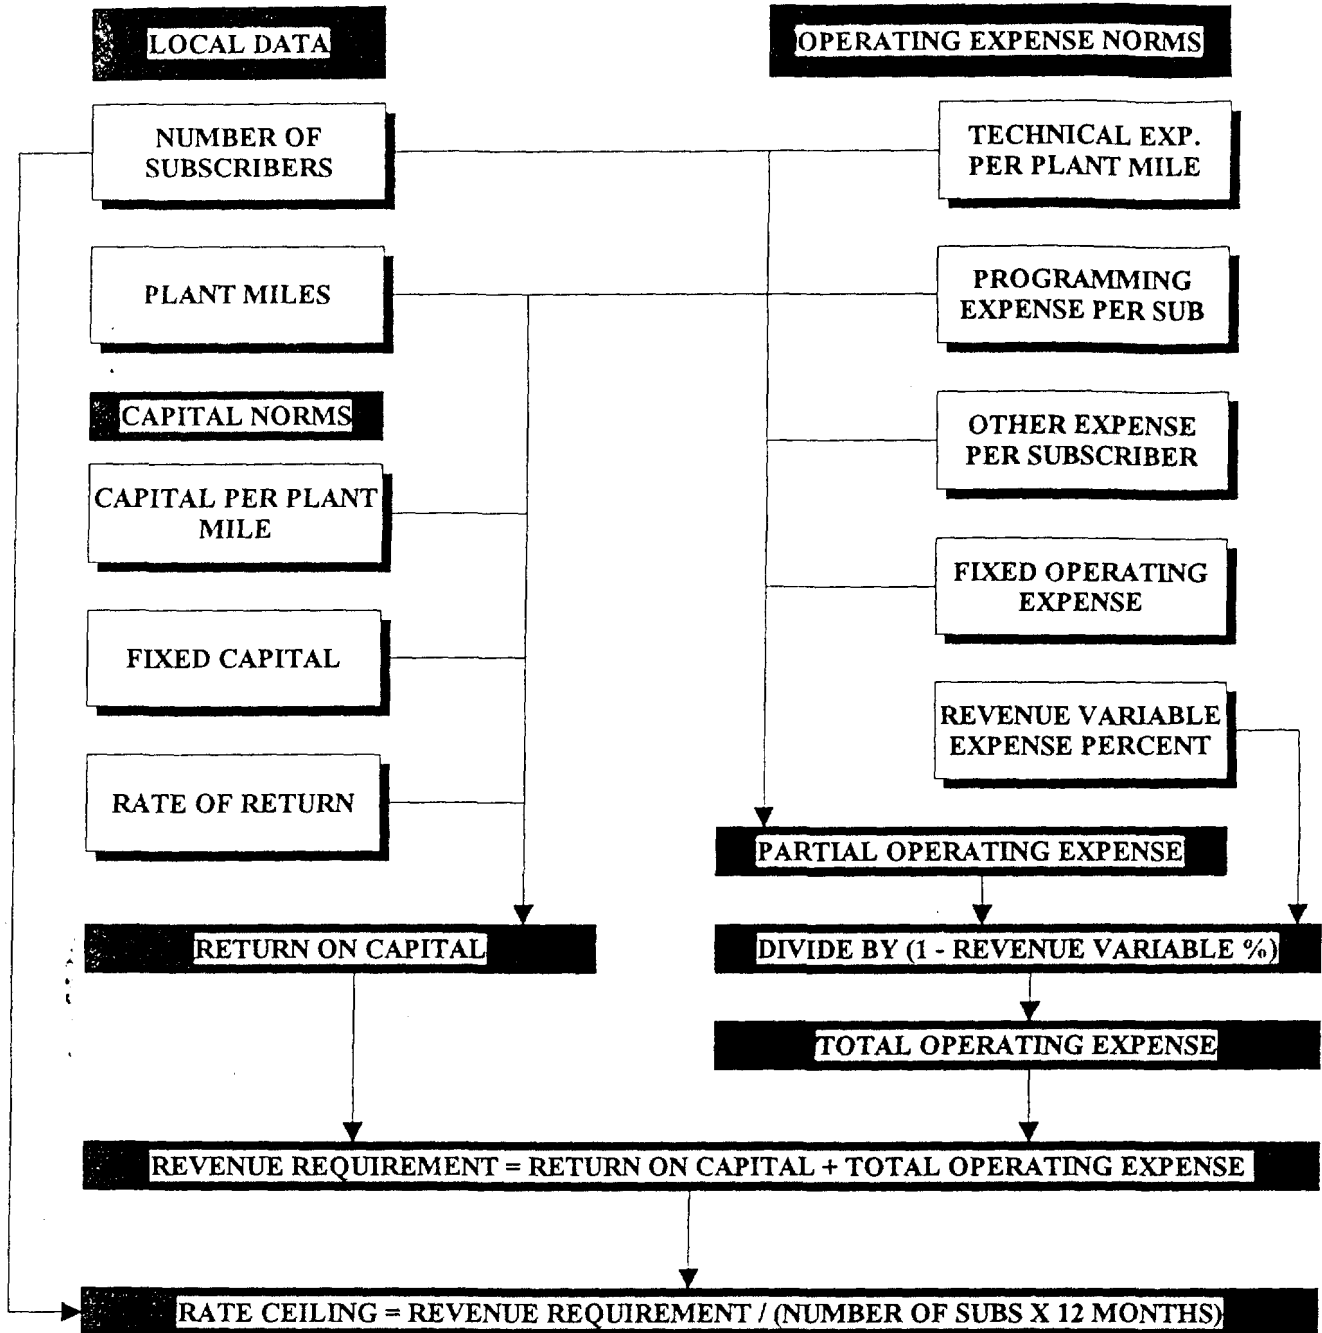 LOCAL DATA
OPERATING EXPENSE NORMS
NUMBER OF
SUBSCRIBERS
TECHNICAL EXP.
PER PLANT MILE
PLANT MILES
PROGRAMMING
EXPENSE PER SUB
CAPITAL NORMS
OTHER EXPENSE
PER SUBSCRIBER
CAPITAL PER PLANT
MILE
FIXED OPERATING
EXPENSE
FIXED CAPITAL
REVENUE VARIABLE
EXPENSE PERCENT
RATE OF RETURN
PARTIAL OPERATING EXPENSE
RETURN ON CAPITAL
DIVIDE BY (1 - REVENUE VARIABLE %)
TOTAL OPERATING EXPENSE
REVENUE REQUIREMENT = RETURN ON CAPITAL + TOTAL OPERATING EXPENSE
RATE CEILING = REVENUE REQUIREMENT / (NUMBER OF SUBS X 12 MONTHS)